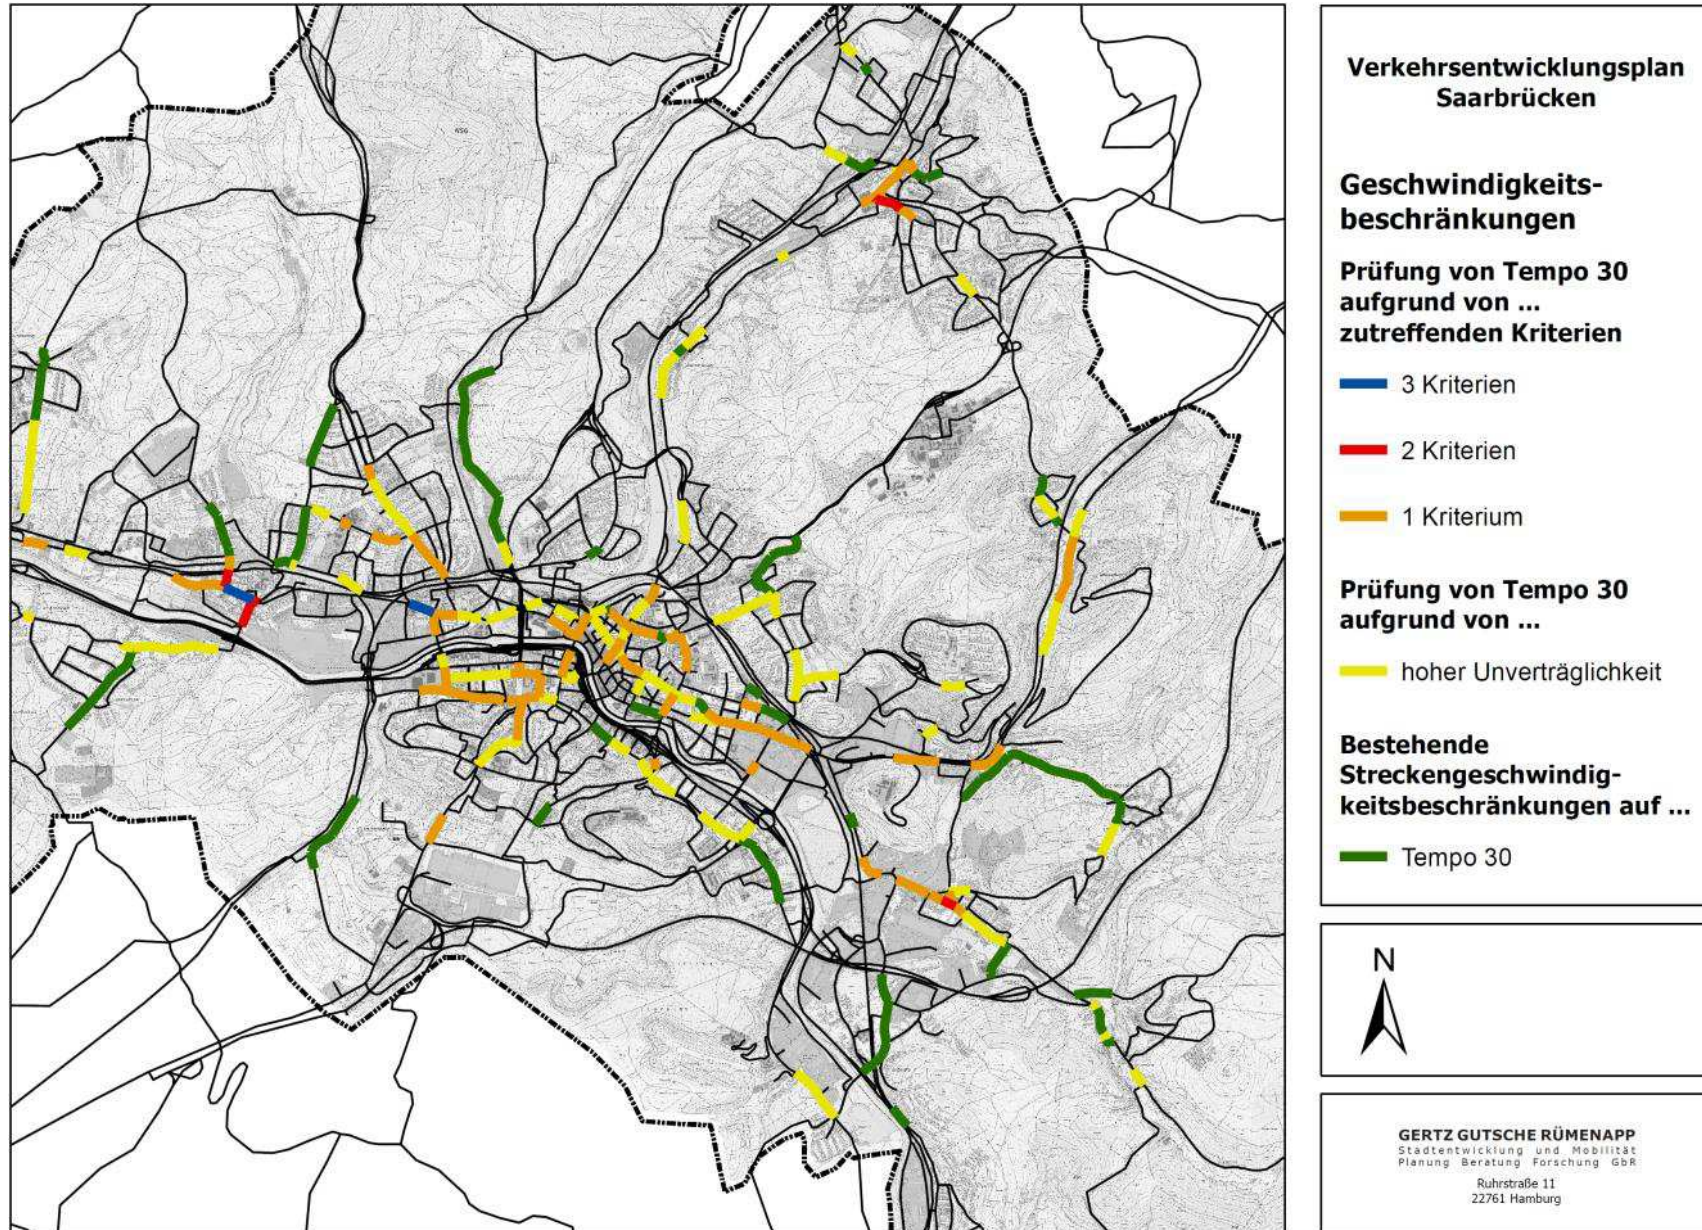 Verkehrsentwicklungsplan
Saarbrücken
Geschwindigkeits-
beschränkungen
Prüfung von Tempo 30
aufgrund von ...
zutreffenden Kriterien
3 Kriterien
2 Kriterien
1 Kriterium
Prüfung von Tempo 30
aufgrund von ...
hoher Unverträglichkeit
Bestehende
Streckengeschwindig-
keitsbeschränkungen auf ...
Tempo 30
N
GERTZ GUTSCHE RÜMENAPP
Stadtentwicklung und Mobilität
Planung Beratung Forschung GbR
Ruhrstraße 11
22761 Hamburg